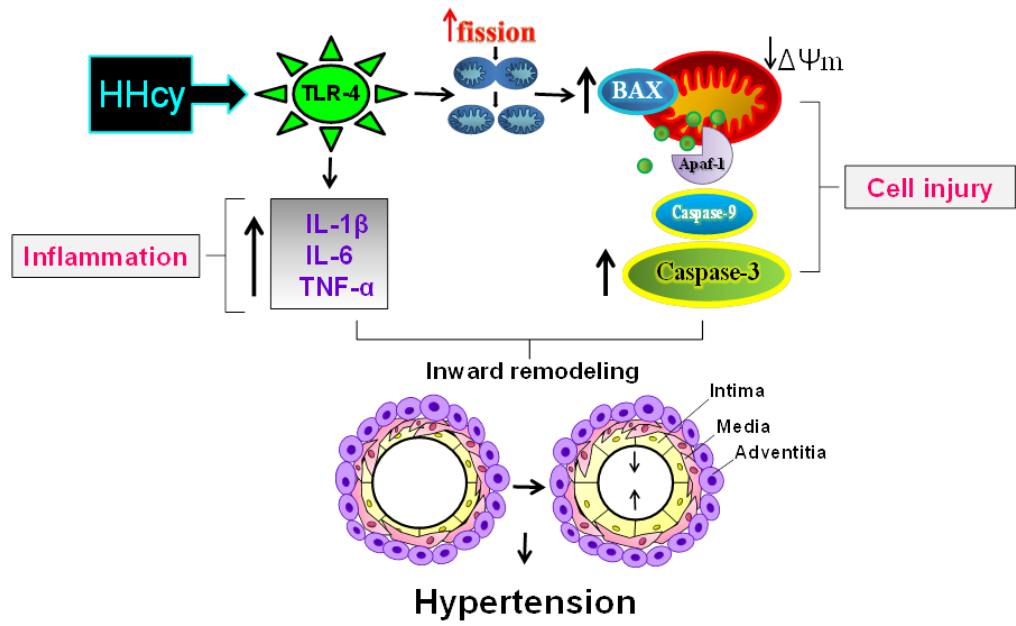 ↑fission
HHcy
TLR-4
BAX
↓ΔΨm
Apaf-1
Caspase-9
Caspase-3
Cell injury
Inflammation
IL-1β
IL-6
TNF-α
Inward remodeling
Intima
Media
Adventitia
Hypertension